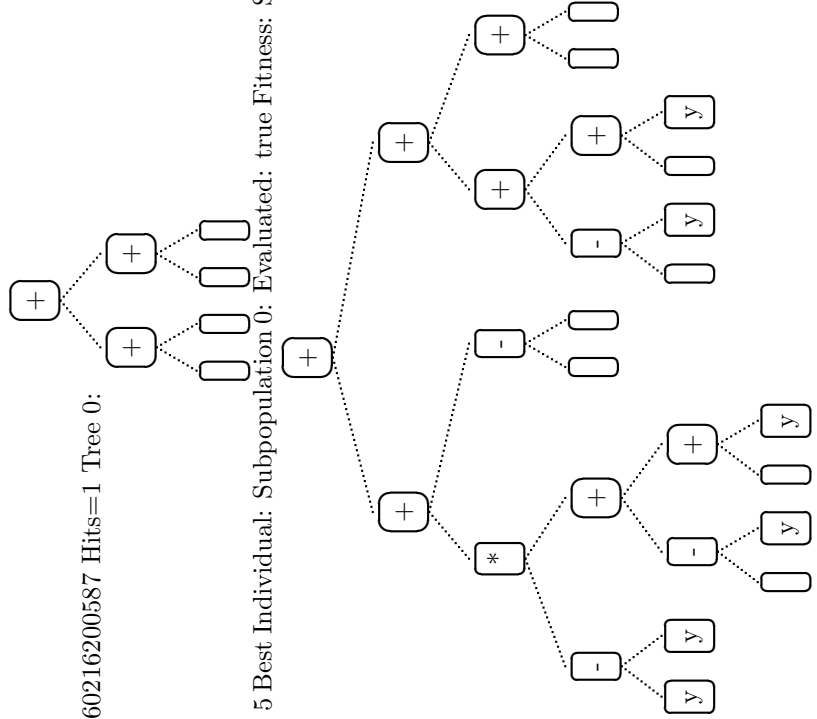 +
60216200587 Hits=1 Tree 0:
+ +
5 Best Individual: Subpopulation 0: Evaluated: true Fitness:
+
+ +
* - + +
- + - +
y y - + y y
y y